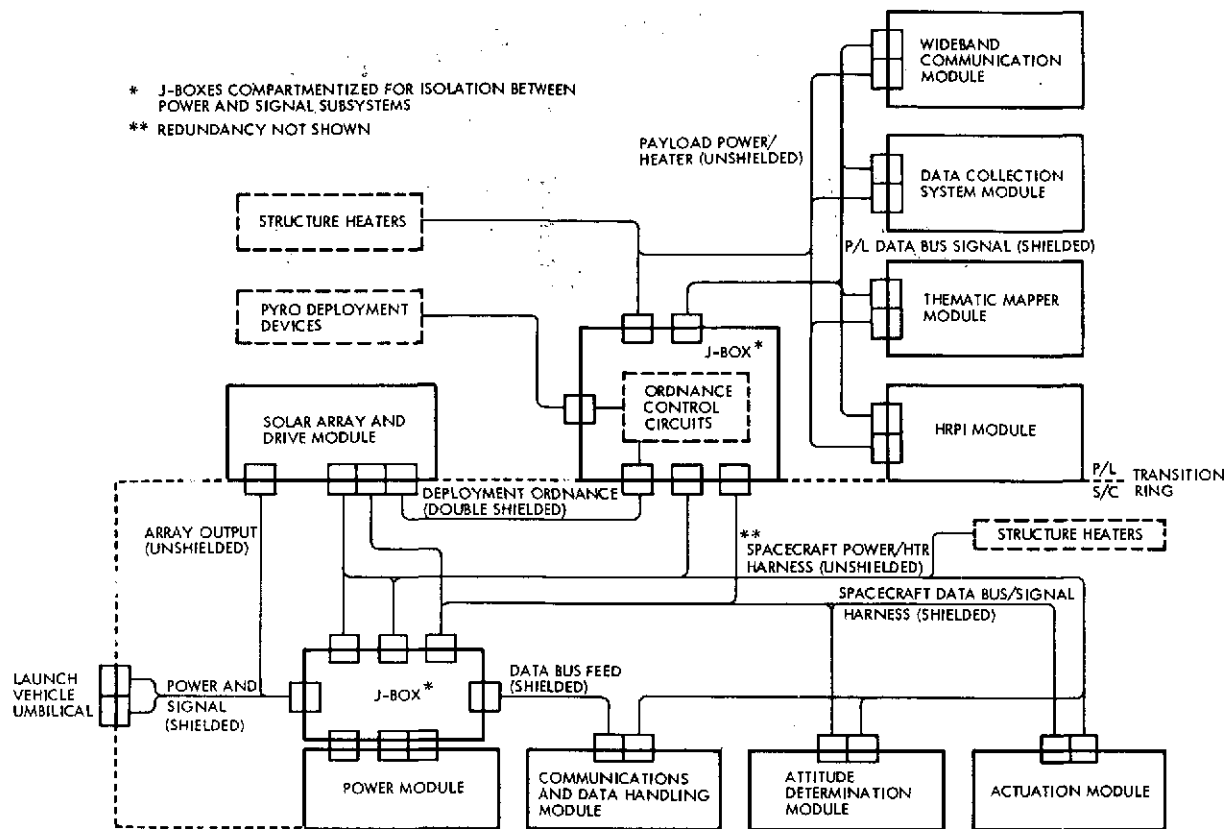 * J-BOXES COMPARTMENTIZED FOR ISOLATION BETWEEN
POWER AND SIGNAL SUBSYSTEMS
** REDUNDANCY NOT SHOWN
WIDEBAND
COMMUNICATION
MODULE
PAYLOAD POWER/
HEATER (UNSHIELDED)
DATA COLLECTION
SYSTEM MODULE
STRUCTURE HEATERS
P/L DATA BUS SIGNAL (SHIELDED)
PYRO DEPLOYMENT
DEVICES
THEMATIC MAPPER
MODULE
J-BOX*
ORDNANCE
CONTROL
CIRCUITS
SOLAR ARRAY AND
DRIVE MODULE
HRPI MODULE
P/L
S/C
TRANSITION
RING
DEPLOYMENT ORDNANCE
(DOUBLE SHIELDED)
ARRAY OUTPUT
(UNSHIELDED)
**
SPACECRAFT POWER/HTR
HARNESS (UNSHIELDED)
STRUCTURE HEATERS
SPACECRAFT DATA BUS/SIGNAL
HARNESS (SHIELDED)
LAUNCH
VEHICLE
UMBILICAL
POWER AND
SIGNAL
(SHIELDED)
J-BOX*
DATA BUS FEED
(SHIELDED)
POWER MODULE
COMMUNICATIONS
AND DATA HANDLING
MODULE
ATTITUDE
DETERMINATION
MODULE
ACTUATION MODULE